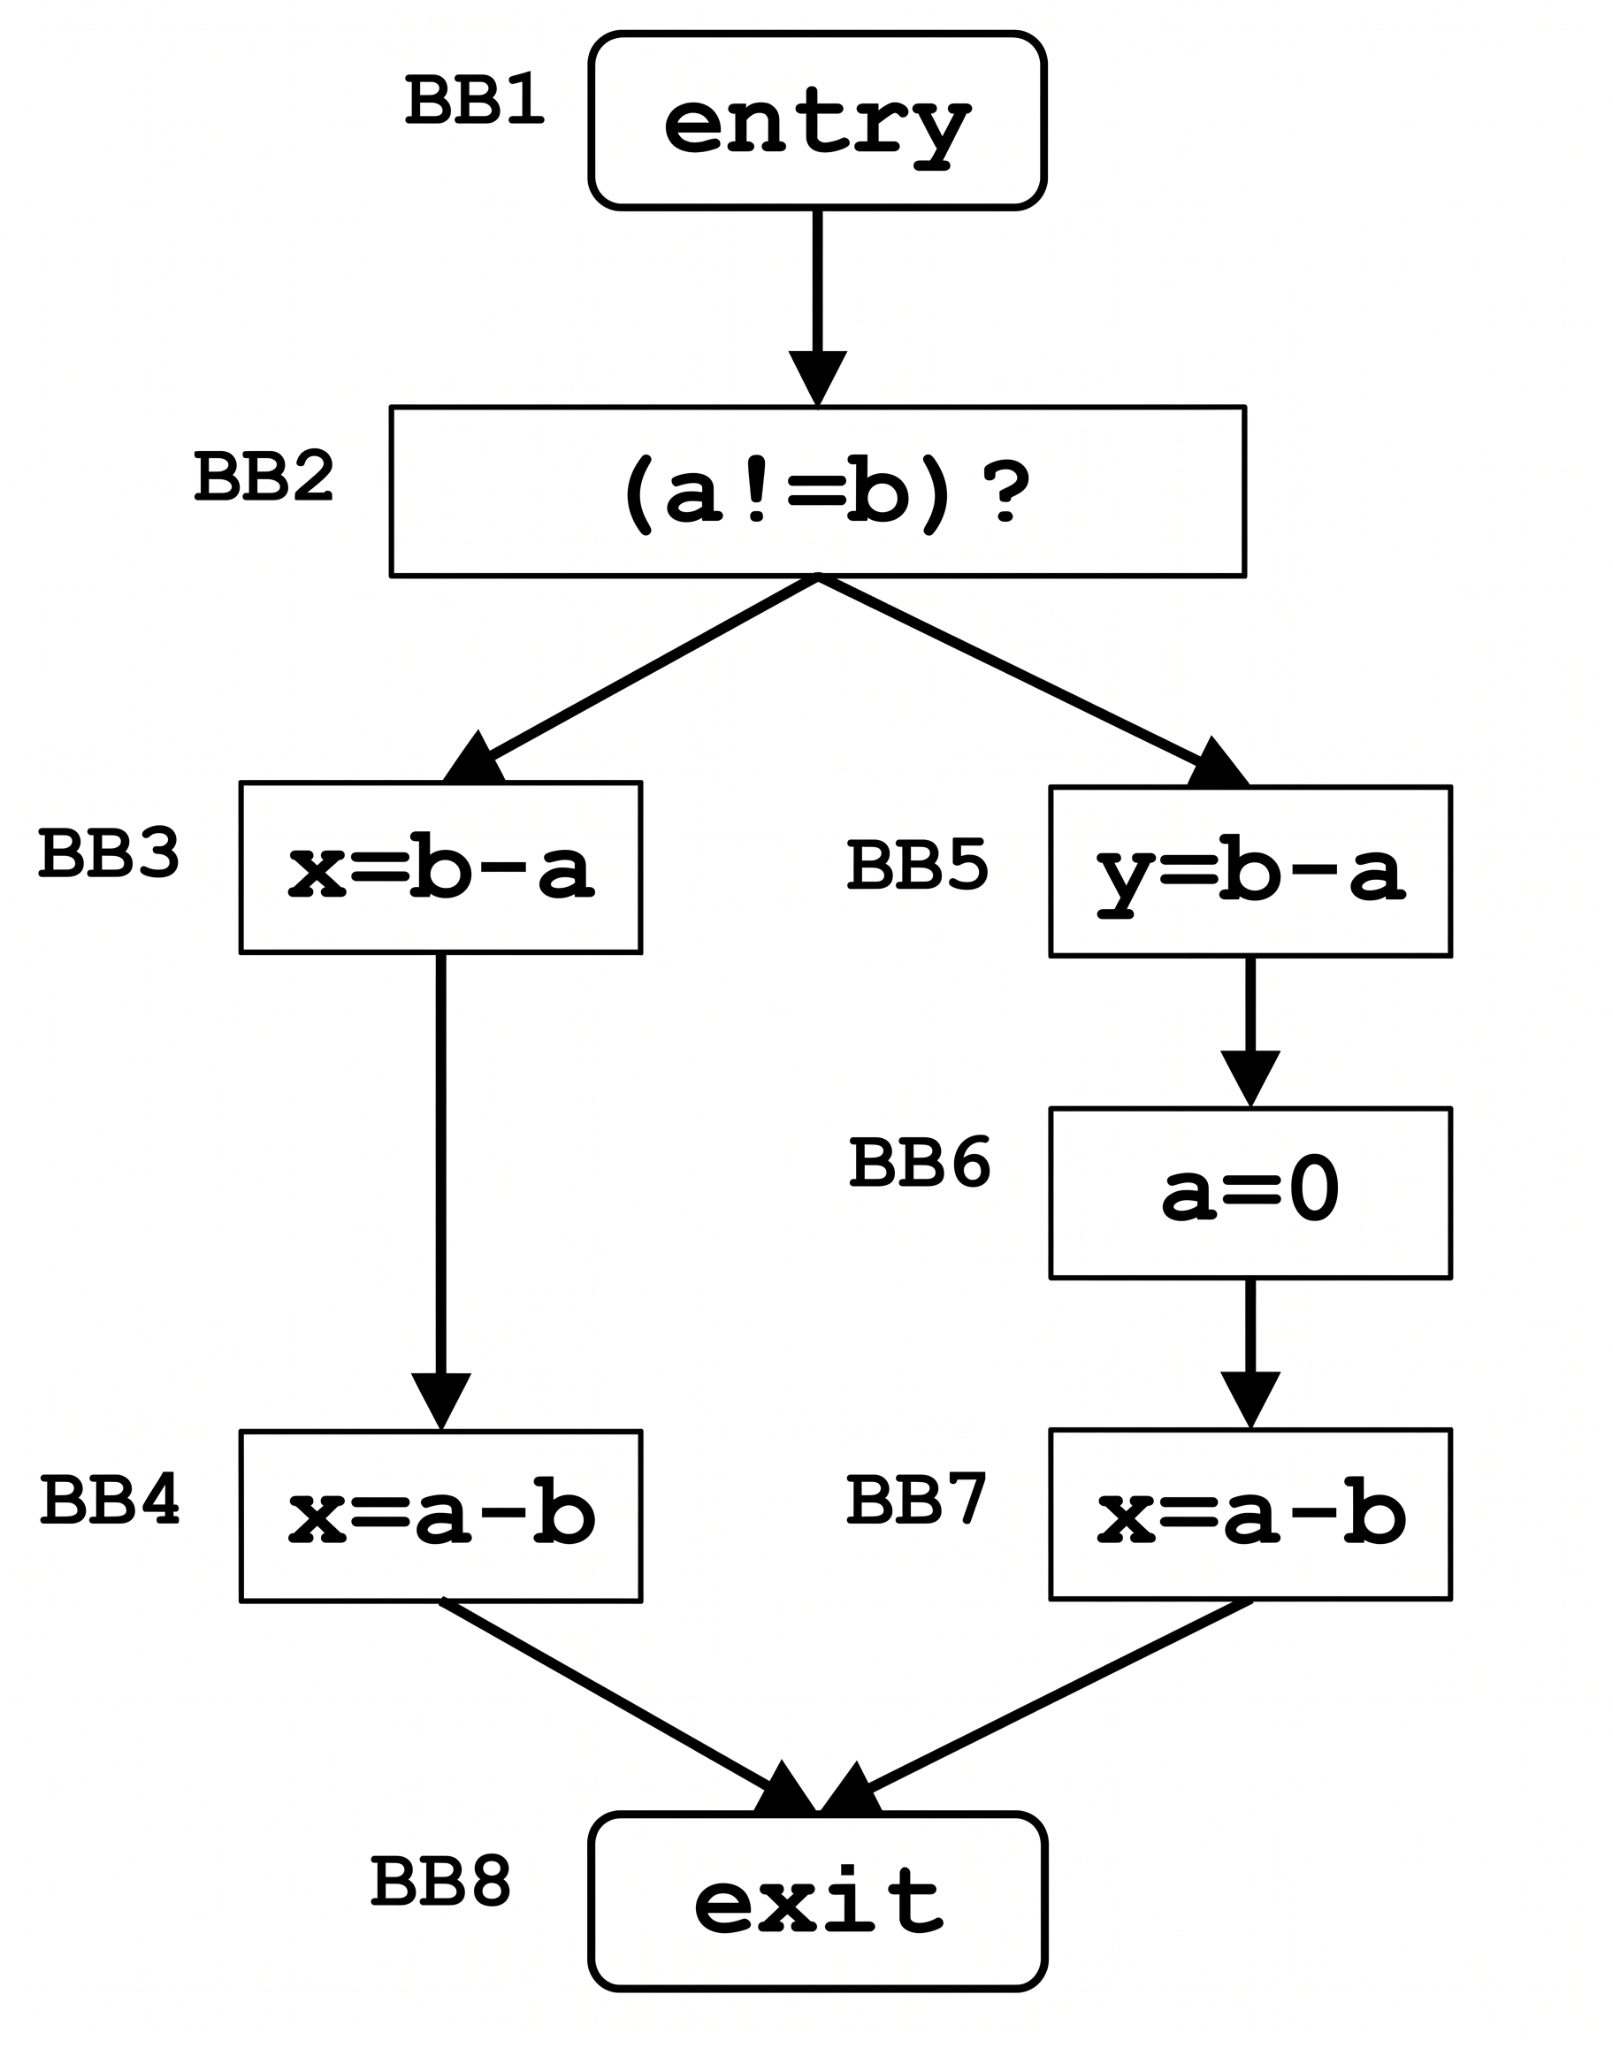 BB1
entry
BB2
(a!=b)?
BB3
x=b-a
BB5
y=b-a
BB6
a=0
BB4
x=a-b
BB7
x=a-b
BB8
exit